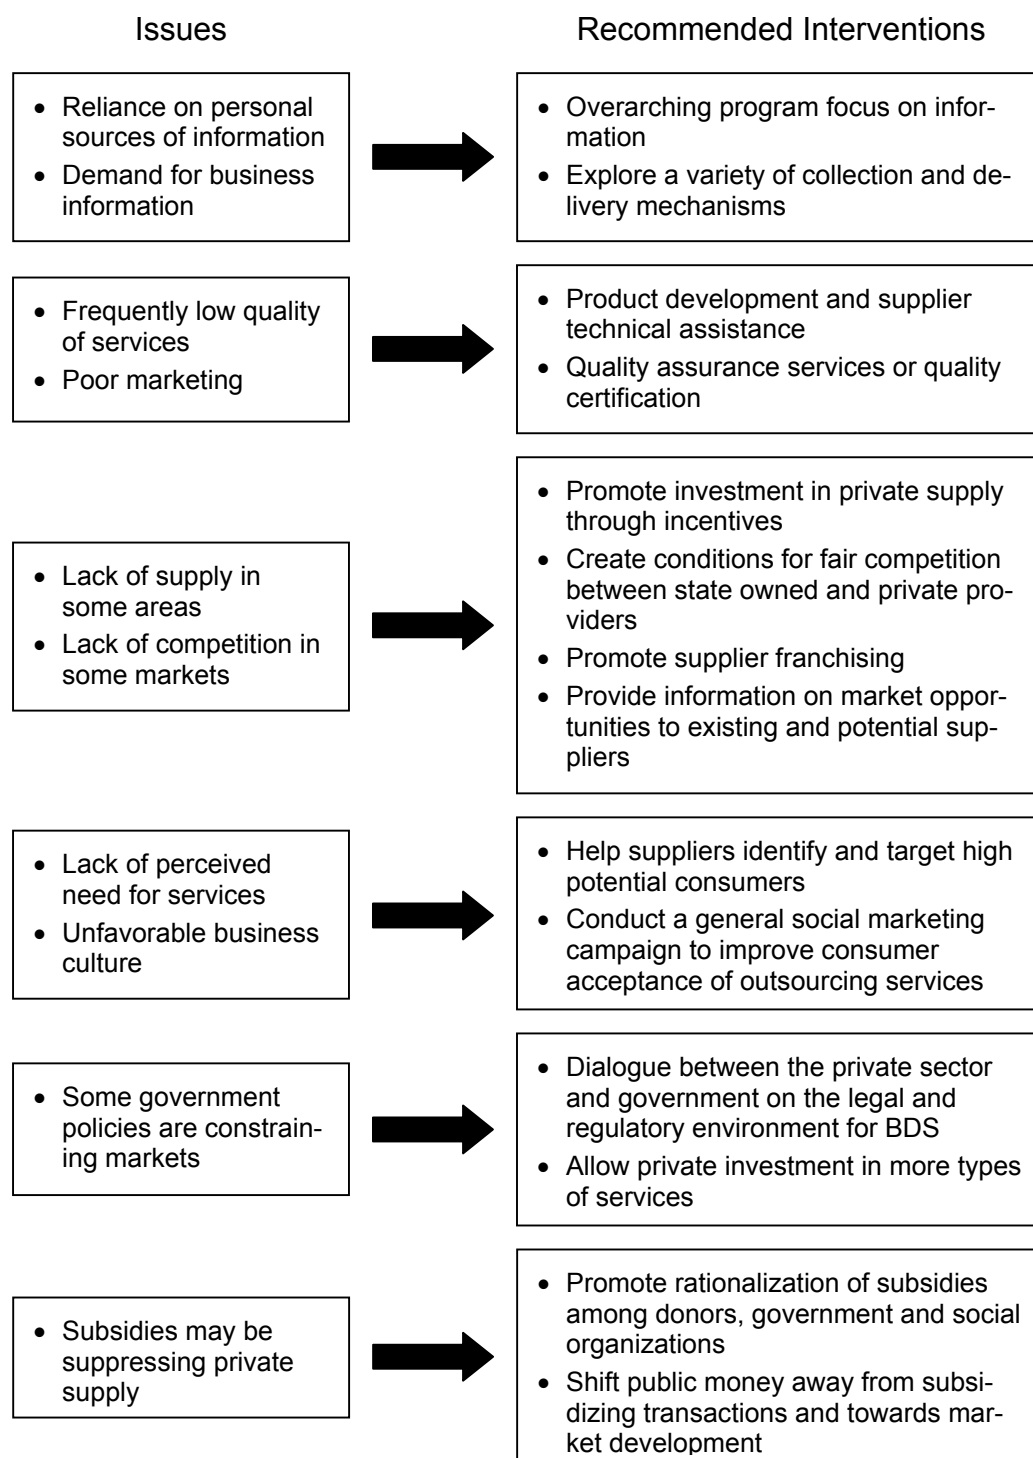 Issues
Recommended Interventions
• Reliance on personal
sources of information
• Demand for business
information
• Overarching program focus on infor-
mation
• Explore a variety of collection and de-
livery mechanisms
• Frequently low quality
of services
• Poor marketing
• Product development and supplier
technical assistance
• Quality assurance services or quality
certification
• Lack of supply in
some areas
• Lack of competition in
some markets
• Promote investment in private supply
through incentives
• Create conditions for fair competition
between state owned and private pro-
viders
• Promote supplier franchising
• Provide information on market oppor-
tunities to existing and potential sup-
pliers
• Lack of perceived
need for services
• Unfavorable business
culture
• Help suppliers identify and target high
potential consumers
• Conduct a general social marketing
campaign to improve consumer
acceptance of outsourcing services
• Some government
policies are constrain-
ing markets
• Dialogue between the private sector
and government on the legal and
regulatory environment for BDS
• Allow private investment in more types
of services
• Subsidies may be
suppressing private
supply
• Promote rationalization of subsidies
among donors, government and social
organizations
• Shift public money away from subsi-
dizing transactions and towards mar-
ket development